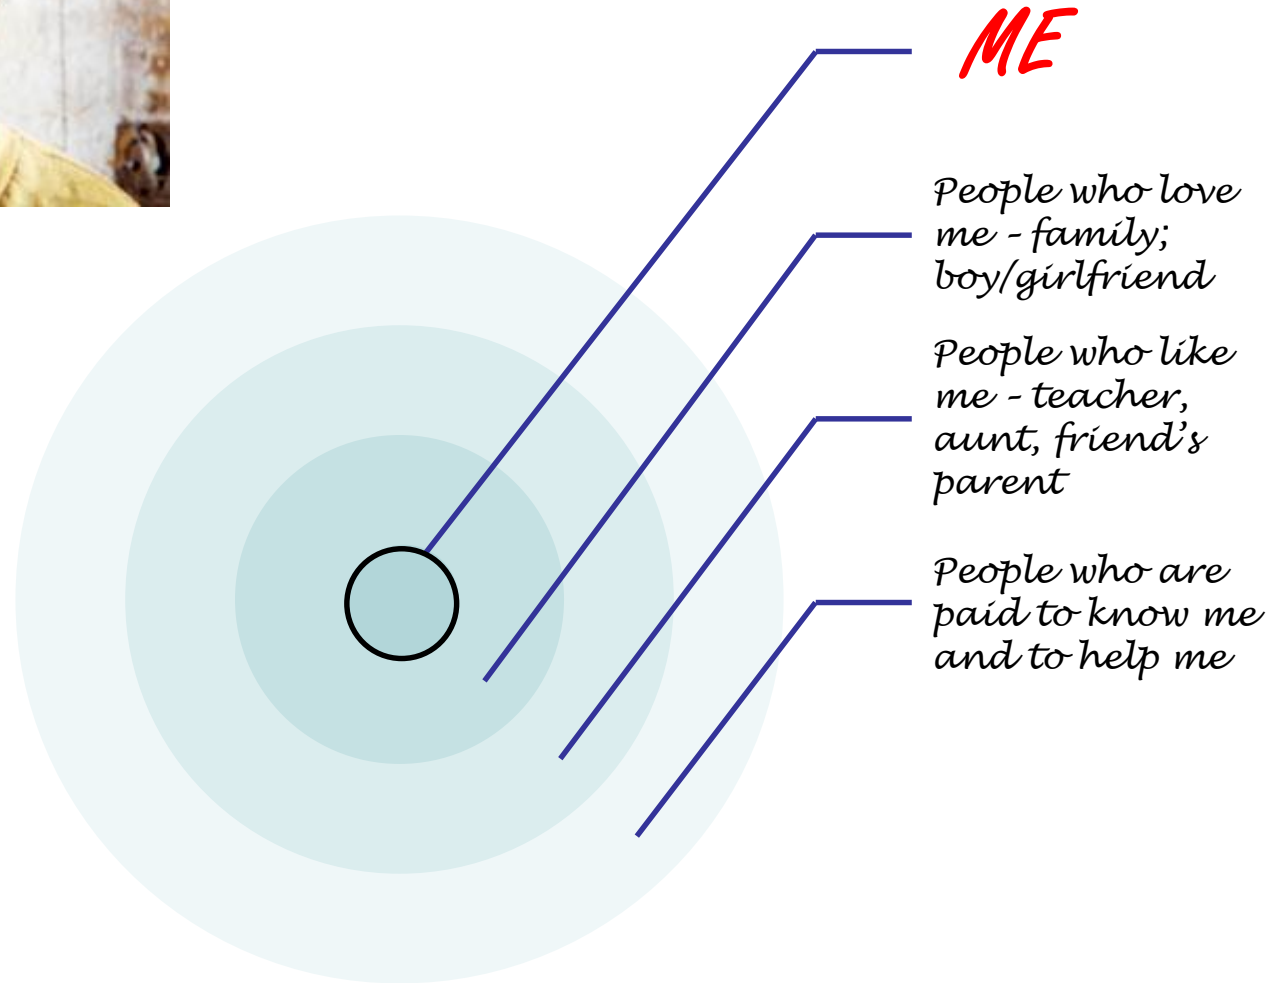 ME
People who love
me – family;
boy/girlfriend
People who like
me – teacher,
aunt, friend's
parent
People who are
paid to know me
and to help me